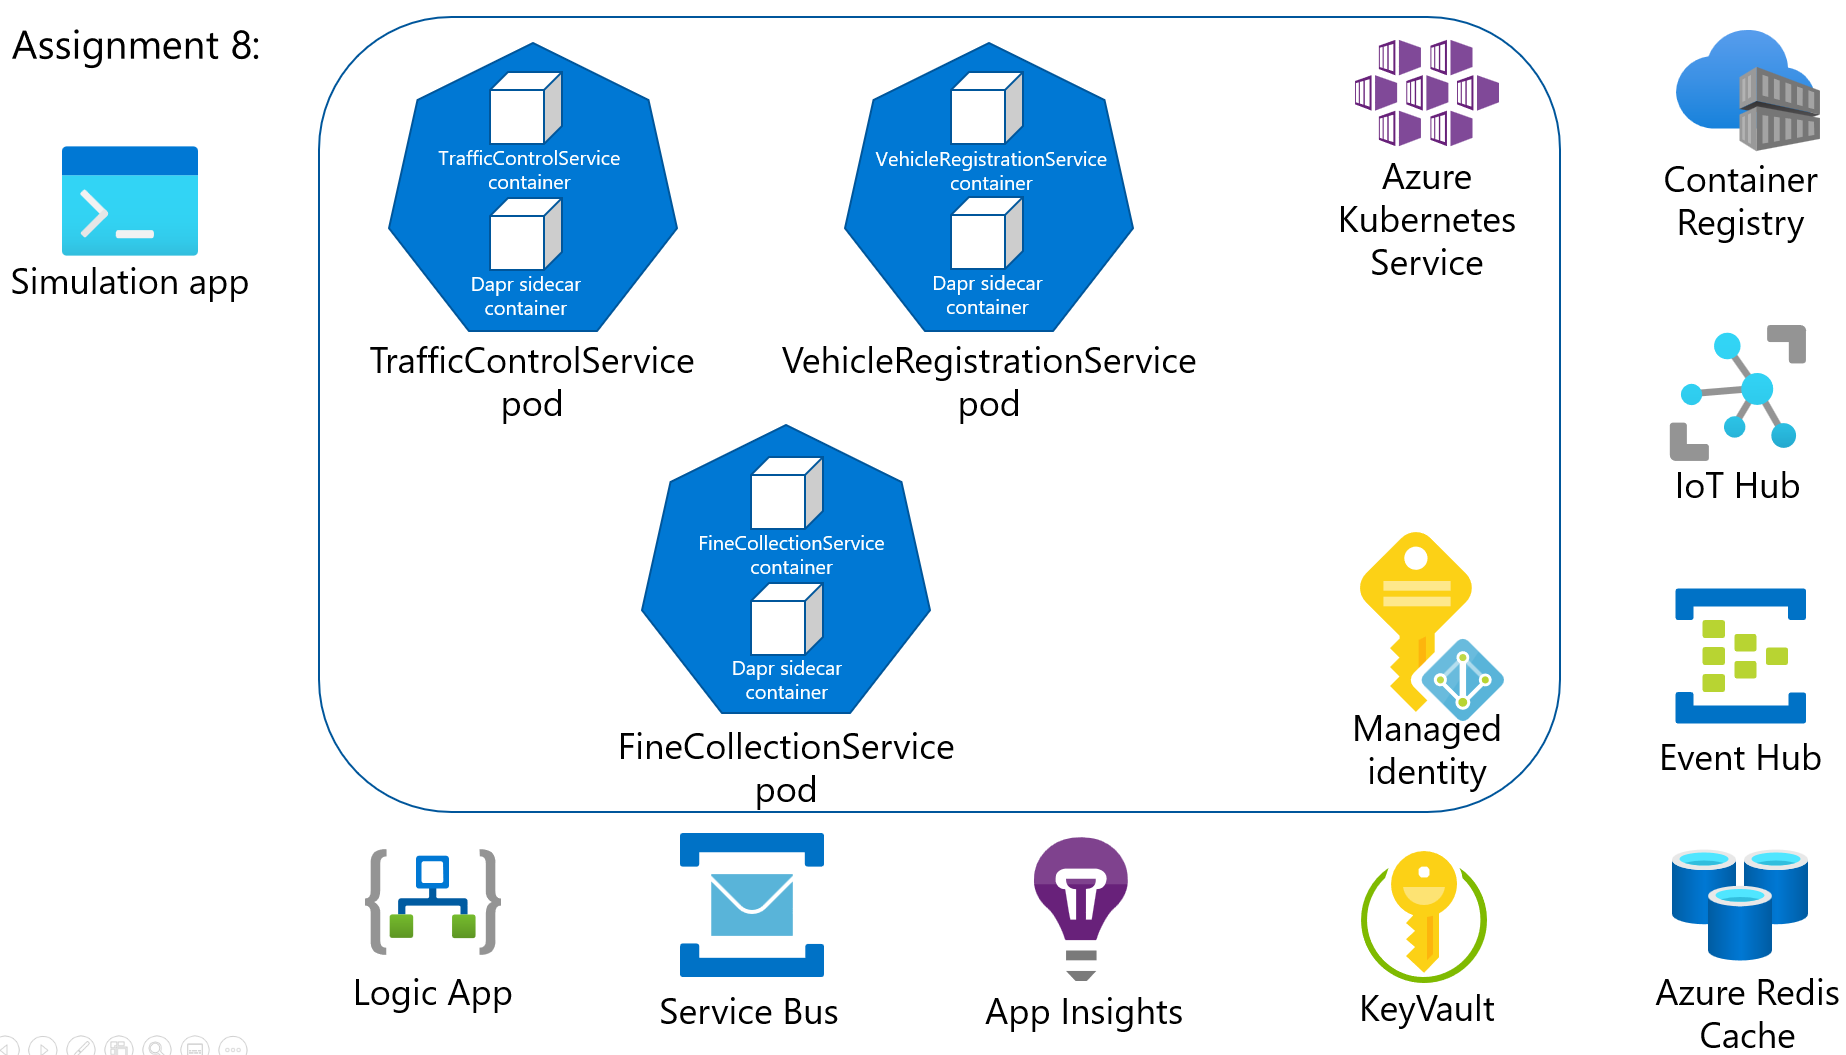 Assignment 8:
Simulation app
TrafficControlService
container
Dapr sidecar
container
TrafficControlService
pod
VehicleRegistrationService
container
Dapr sidecar
container
VehicleRegistrationService
pod
FineCollectionService
container
Dapr sidecar
container
FineCollectionService
pod
Azure
Kubernetes
Service
Managed
identity
Container
Registry
IoT Hub
Event Hub
Logic App
Service Bus
App Insights
KeyVault
Azure Redis
Cache